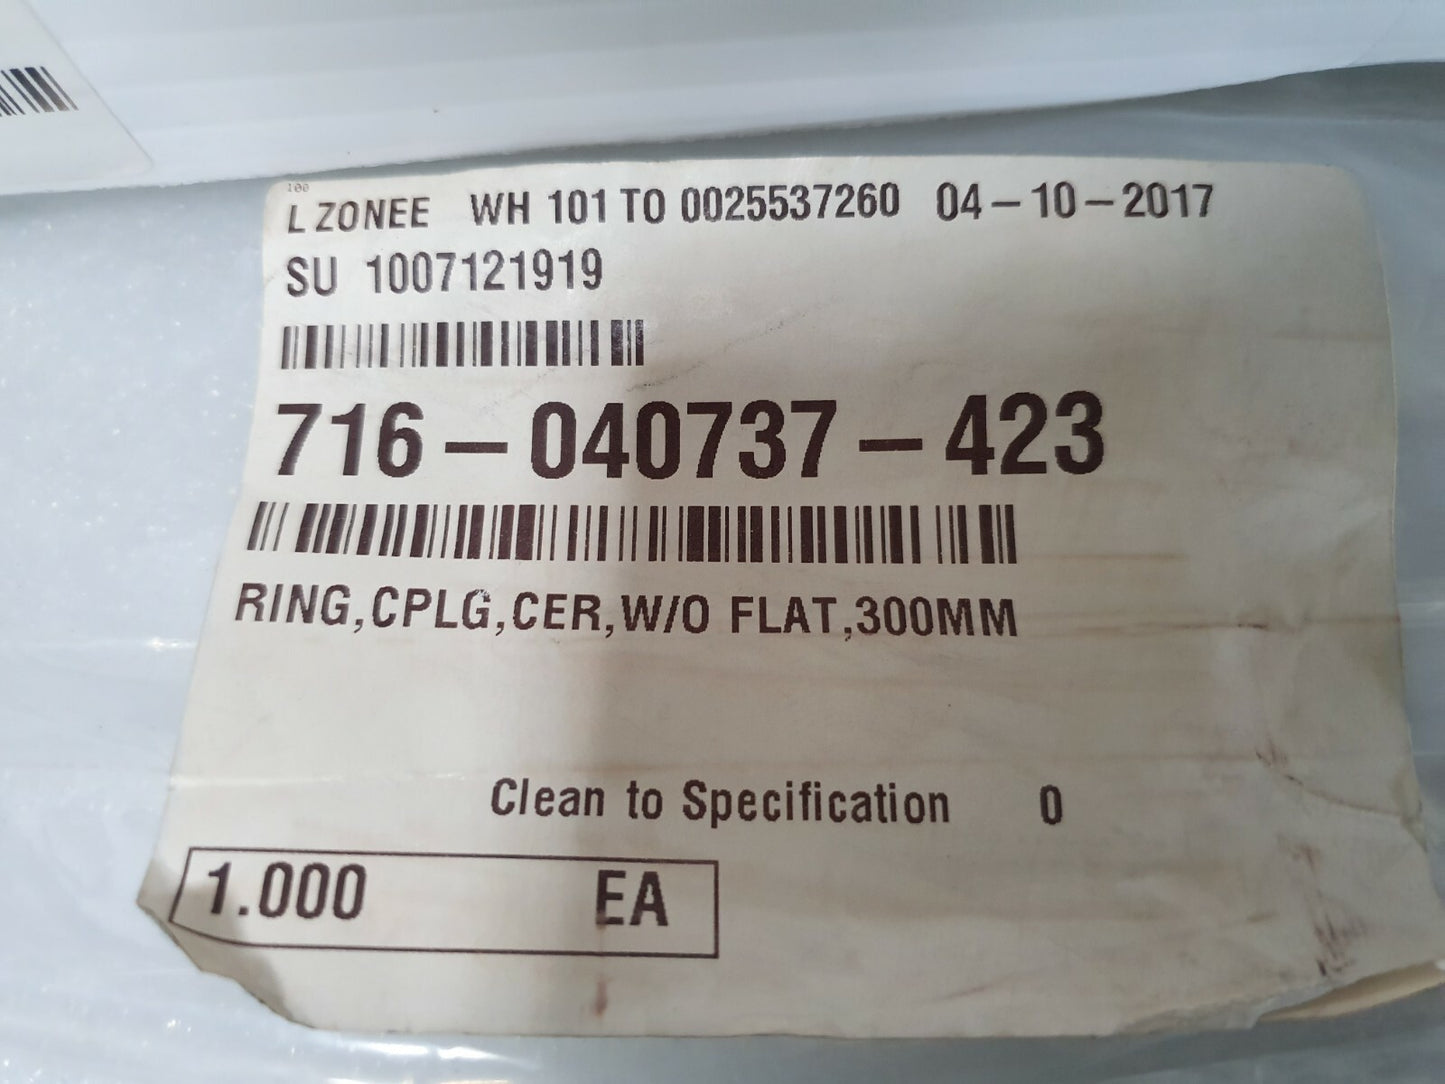 100
L ZONEE WH 101 TO 0025537260 04-10-2017
SU 1007121919
716-040737-423
RING,CPLG,CER,W/O FLAT,300MM
Clean to Specification 0
1.000 EA